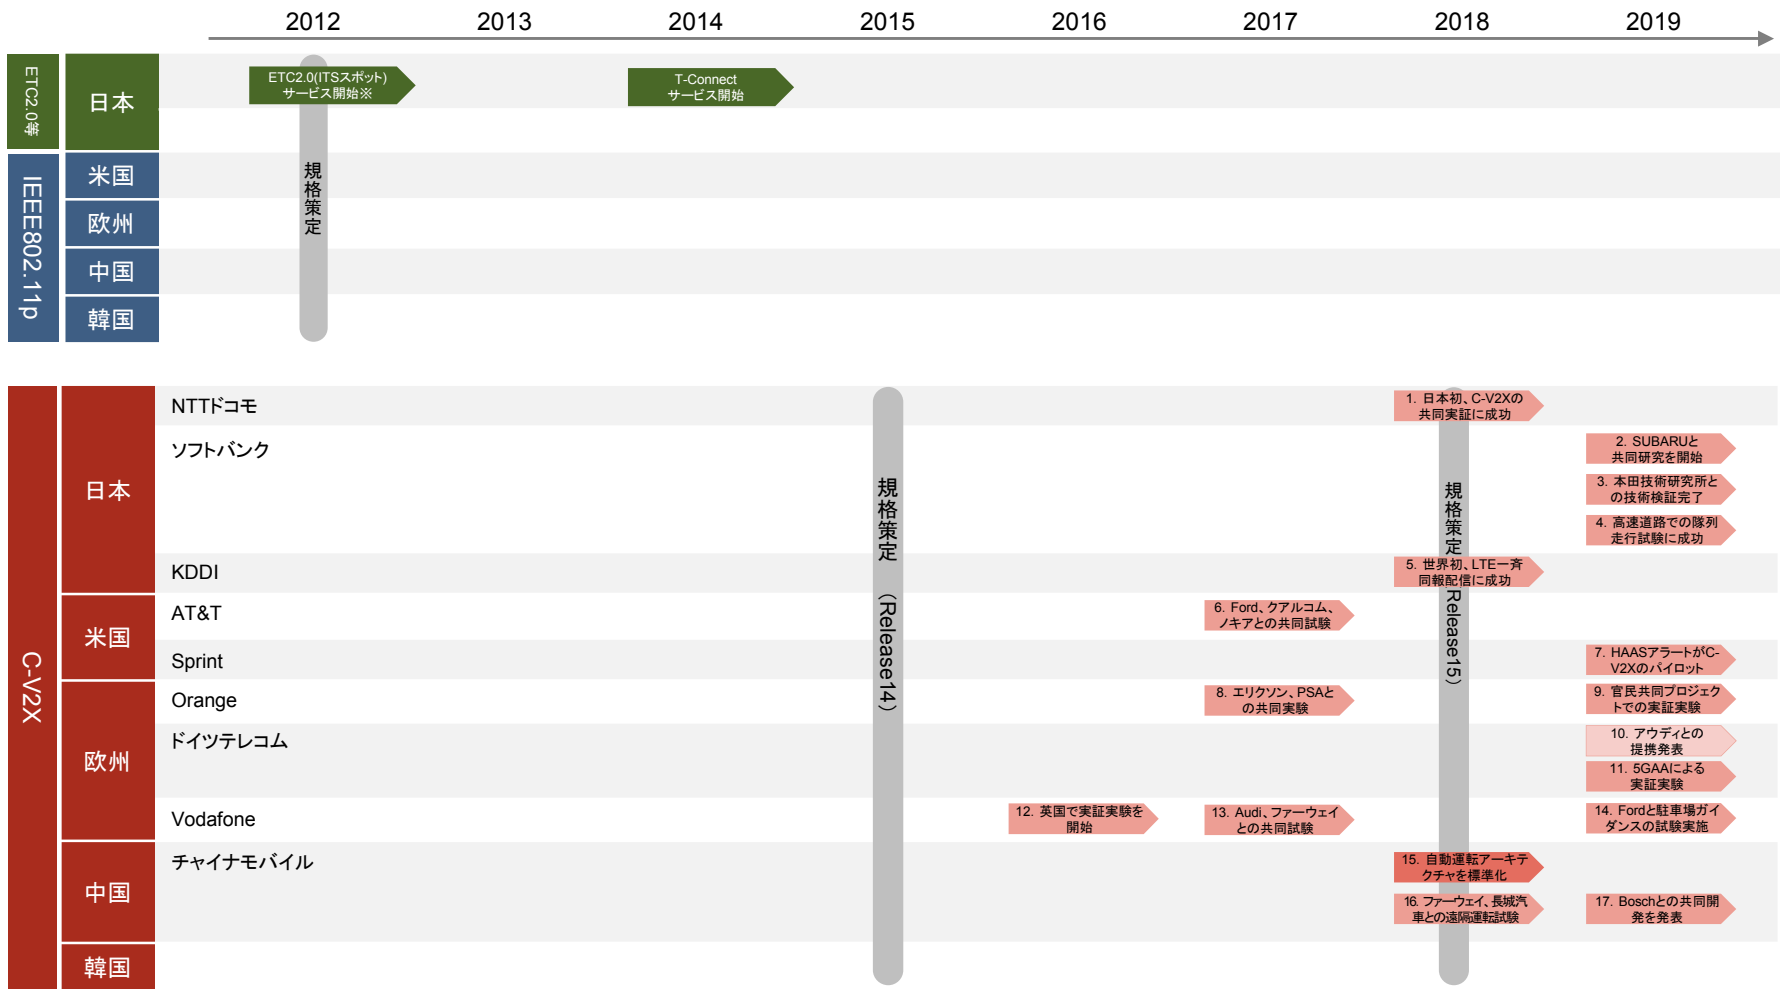 2012 2013 2014 2015 2016 2017 2018 2019
ETC2.0等
日本
ETC2.0(ITSスポット)
サービス開始※
T-Connect
サービス開始
規格策定
IEEE802.11p
米国
欧州
中国
韓国
C-V2X
日本
NTTドコモ
1. 日本初、C-V2Xの
共同実証に成功
ソフトバンク
2. SUBARUと
共同研究を開始
3. 本田技術研究所と
の技術検証完了
4. 高速道路での隊列
走行試験に成功
規格策定 (Release14)
規格策定 Release15)
KDDI
5. 世界初、LTE一斉
同報配信に成功
米国
AT&T
6. Ford、クアルコム、
ノキアとの共同試験
Sprint
7. HAASアラートがC-
V2Xのパイロット
欧州
Orange
8. エリクソン、PSAと
の共同実験
9. 官民共同プロジェク
トでの実証実験
ドイツテレコム
10. アウディとの
提携発表
11. 5GAAによる
実証実験
Vodafone
12. 英国で実証実験を
開始
13. Audi、ファーウェイ
との共同試験
14. Fordと駐車場ガイ
ダンスの試験実施
中国
チャイナモバイル
15. 自動運転アーキテ
クチャを標準化
16. ファーウェイ、長城汽
車との遠隔運転試験
17. Boschとの共同開
発を発表
韓国